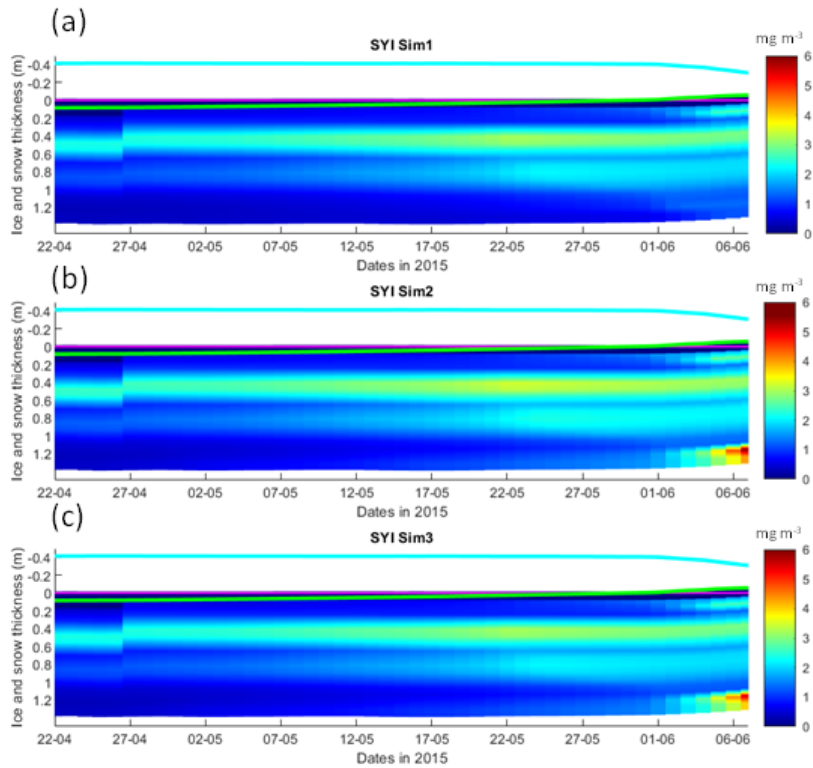 (a)
SYI Sim1
mg m-3
Ice and snow thickness (m)
-0.4
-0.2
0
0.2
0.4
0.6
0.8
1
1.2
22-04 27-04 02-05 07-05 12-05 17-05 22-05 27-05 01-06 06-06
Dates in 2015
6
5
4
3
2
1
0
(b)
SYI Sim2
mg m-3
Ice and snow thickness (m)
-0.4
-0.2
0
0.2
0.4
0.6
0.8
1
1.2
22-04 27-04 02-05 07-05 12-05 17-05 22-05 27-05 01-06 06-06
Dates in 2015
6
5
4
3
2
1
0
(c)
SYI Sim3
mg m-3
Ice and snow thickness (m)
-0.4
-0.2
0
0.2
0.4
0.6
0.8
1
1.2
22-04 27-04 02-05 07-05 12-05 17-05 22-05 27-05 01-06 06-06
Dates in 2015
6
5
4
3
2
1
0